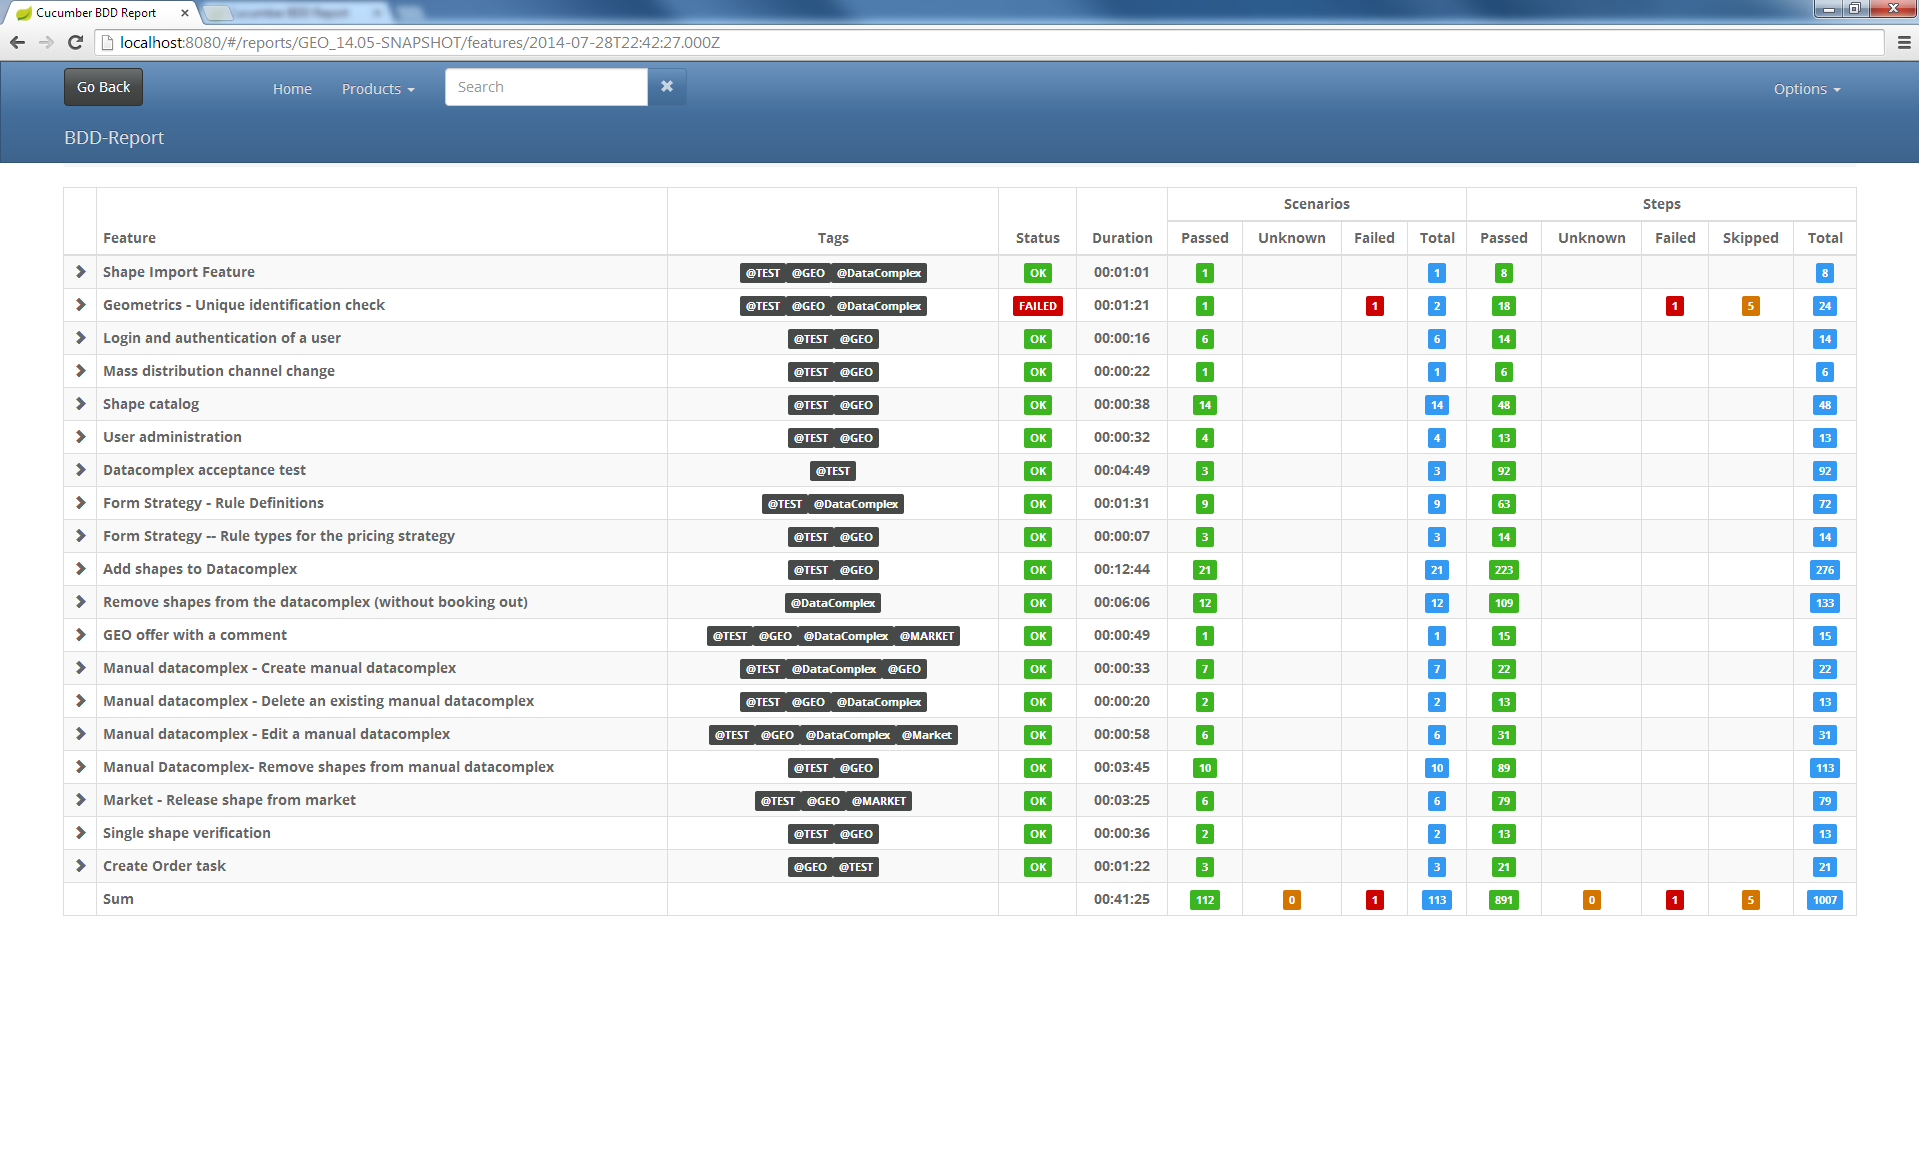 Cucumber BDD Report
Cucumber BDD Report
localhost:8080/#/reports/GEO_14.05-SNAPSHOT/features/2014-07-28T22:42:27.000Z
Go Back Home Products Search Options
BDD-Report
Scenarios Steps
Feature Tags Status Duration Passed Unknown Failed Total Passed Unknown Failed Skipped Total
Shape Import Feature @TEST @GEO @DataComplex OK 00:01:01 1 1 8 8
Geometrics - Unique identification check @TEST @GEO @DataComplex FAILED 00:01:21 1 1 2 18 1 5 24
Login and authentication of a user @TEST @GEO OK 00:00:16 6 6 14 14
Mass distribution channel change @TEST @GEO OK 00:00:22 1 1 6 6
Shape catalog @TEST @GEO OK 00:00:38 14 14 48 48
User administration @TEST @GEO OK 00:00:32 4 4 13 13
Datacomplex acceptance test @TEST OK 00:04:49 3 3 92 92
Form Strategy - Rule Definitions @TEST @DataComplex OK 00:01:31 9 9 63 72
Form Strategy -- Rule types for the pricing strategy @TEST @GEO OK 00:00:07 3 3 14 14
Add shapes to Datacomplex @TEST @GEO OK 00:12:44 21 21 223 276
Remove shapes from the datacomplex (without booking out) @DataComplex OK 00:06:06 12 12 109 133
GEO offer with a comment @TEST @GEO @DataComplex @MARKET OK 00:00:49 1 1 15 15
Manual datacomplex - Create manual datacomplex @TEST @DataComplex @GEO OK 00:00:33 7 7 22 22
Manual datacomplex - Delete an existing manual datacomplex @TEST @GEO @DataComplex OK 00:00:20 2 2 13 13
Manual datacomplex - Edit a manual datacomplex @TEST @GEO @DataComplex @Market OK 00:00:58 6 6 31 31
Manual Datacomplex- Remove shapes from manual datacomplex @TEST @GEO OK 00:03:45 10 10 89 113
Market - Release shape from market @TEST @GEO @MARKET OK 00:03:25 6 6 79 79
Single shape verification @TEST @GEO OK 00:00:36 2 2 13 13
Create Order task @GEO @TEST OK 00:01:22 3 3 21 21
Sum 00:41:25 112 0 1 113 891 0 1 5 1007